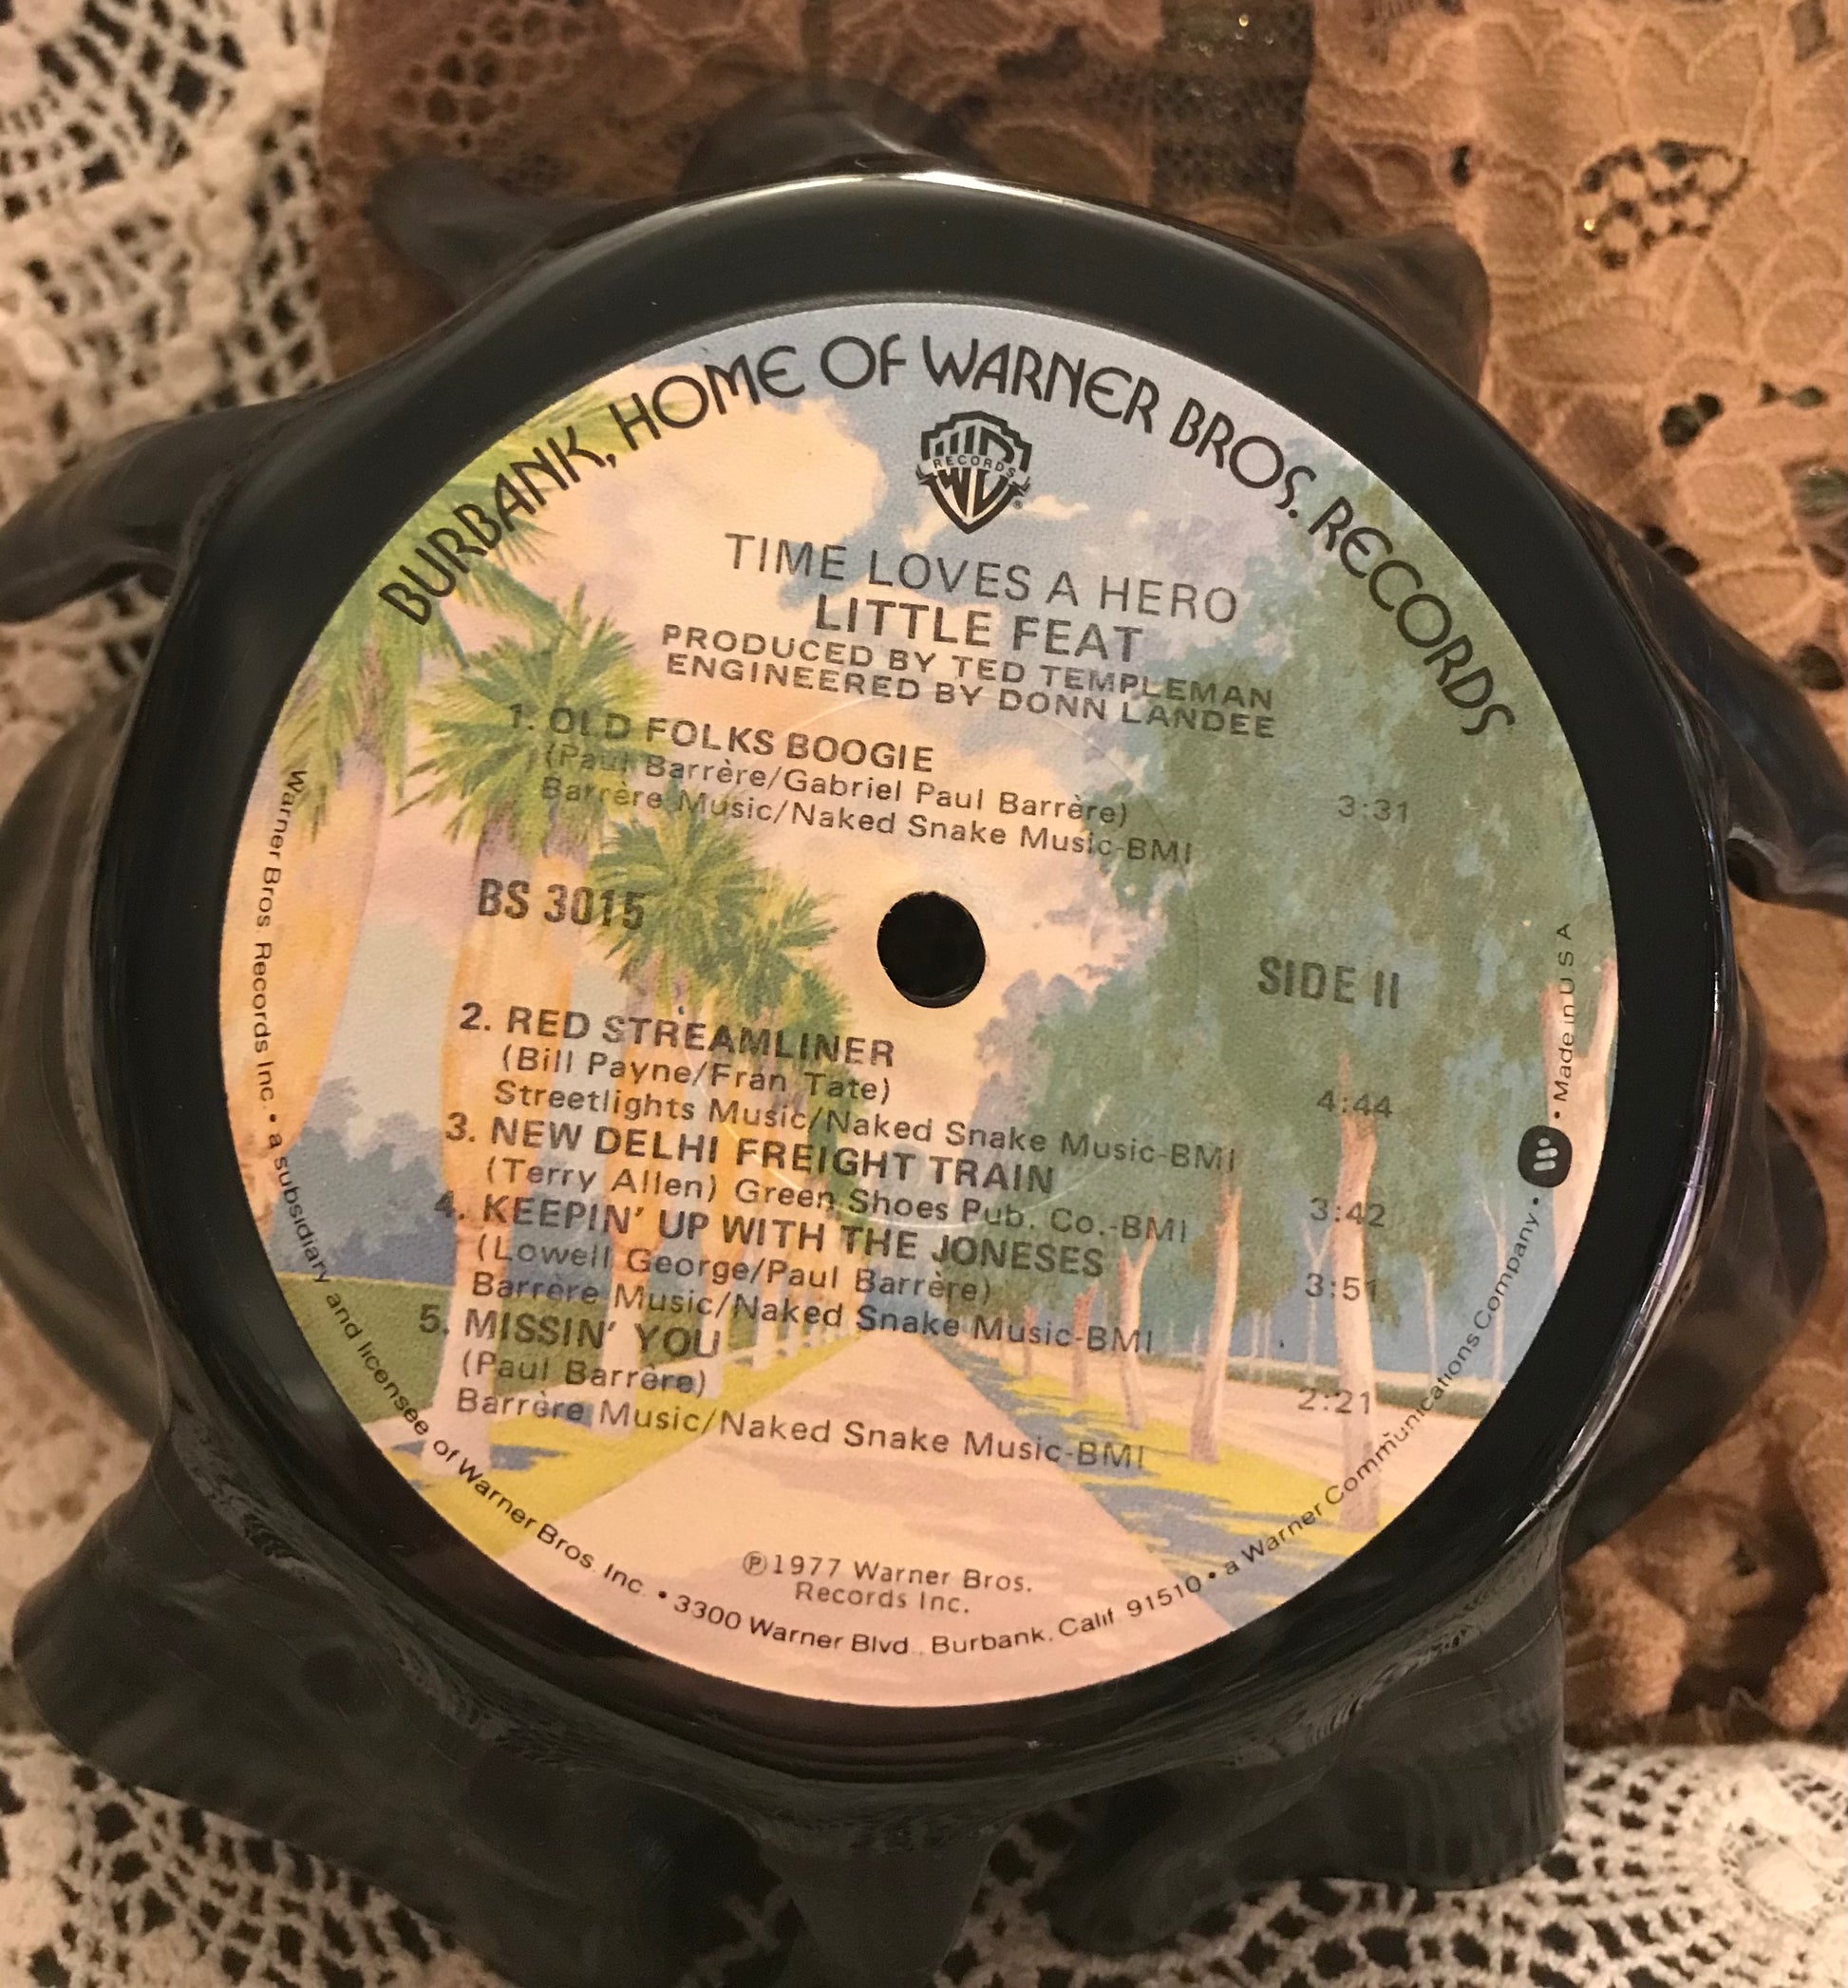 BURBANK, HOME OF WARNER BROS. RECORDS
WB
RECORDS
®
TIME LOVES A HERO
LITTLE FEAT
PRODUCED BY TED TEMPLEMAN
ENGINEERED BY DONN LANDEE
1. OLD FOLKS BOOGIE
(Paul Barrère/Gabriel Paul Barrère)
Barrère Music/Naked Snake Music-BMI 3:31
BS 3015
SIDE II
2. RED STREAMLINER
(Bill Payne/Fran Tate)
Streetlights Music/Naked Snake Music-BMI 4:44
3. NEW DELHI FREIGHT TRAIN
(Terry Allen) Green Shoes Pub. Co.-BMI 3:42
4. KEEPIN' UP WITH THE JONESES
(Lowell George/Paul Barrère) 3:51
Barrère Music/Naked Snake Music-BMI
5. MISSIN' YOU
(Paul Barrère) 2:21
Barrère Music/Naked Snake Music-BMI
℗1977 Warner Bros.
Records Inc.
Warner Bros. Records Inc. • a subsidiary and licensee of Warner Bros. Inc. • 3300 Warner Blvd., Burbank, Calif. 91510 • a Warner Communications Company • W • Made in U S A